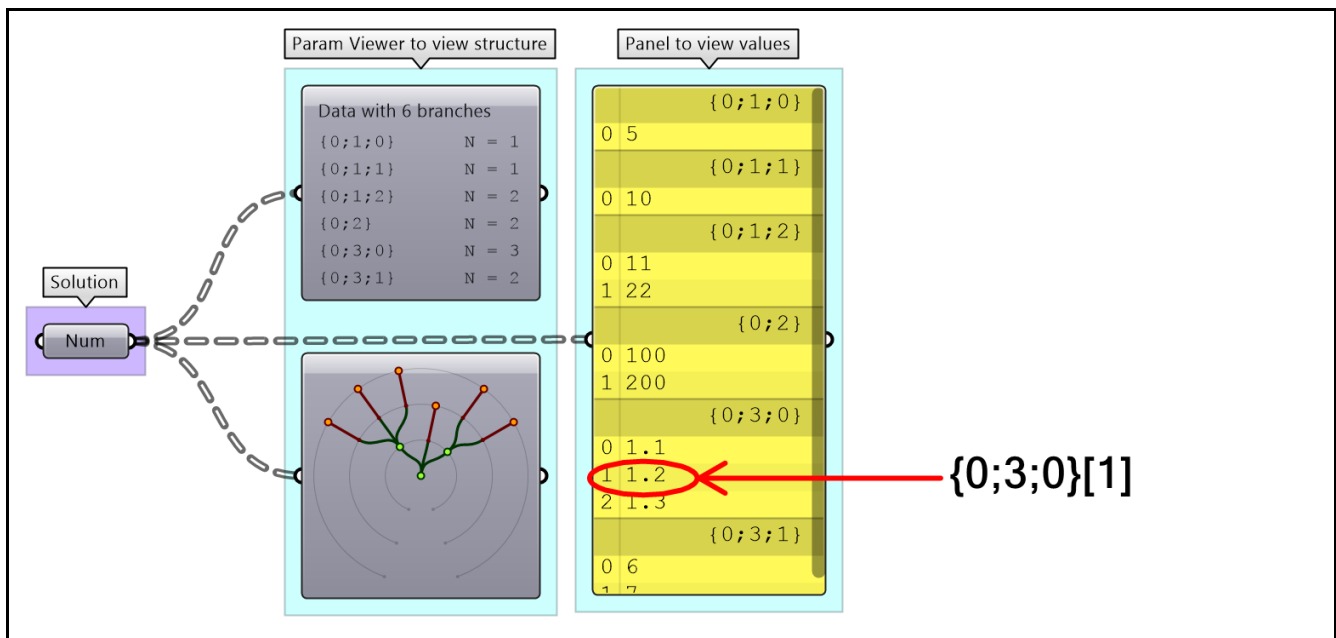 Param Viewer to view structure
Panel to view values
Data with 6 branches
{0;1;0} N = 1
{0;1;1} N = 1
{0;1;2} N = 2
{0;2} N = 2
{0;3;0} N = 3
{0;3;1} N = 2
Solution
Num
{0;1;0}
0 5
{0;1;1}
0 10
{0;1;2}
0 11
1 22
{0;2}
0 100
1 200
{0;3;0}
0 1.1
1 1.2
2 1.3
{0;3;1}
0 6
1 7
{0;3;0}[1]